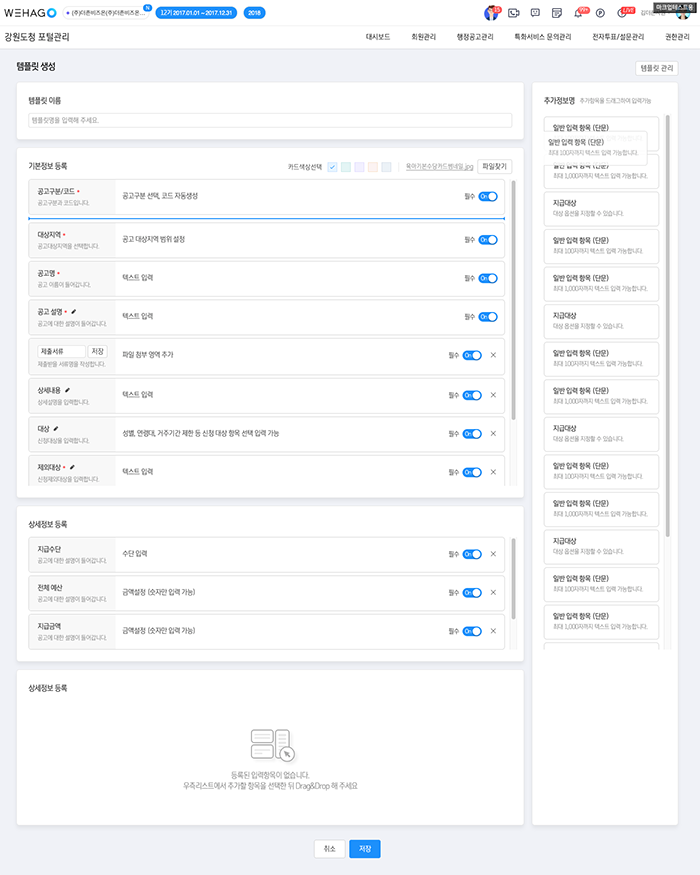 WEHAGO
(주)더존비즈온(주)더존비즈온... N
12기 2017.01.01 ~ 2017.12.31
2018
15
99+
LIVE
마크업테스트용
강원도청 포털관리
대시보드
회원관리
행정공고관리
특화서비스 문의관리
전자투표/설문관리
권한관리
템플릿 생성
템플릿 관리
템플릿 이름
템플릿명을 입력해 주세요.
기본정보 등록
카드색상선택
육아기본수당카드썸네일.jpg
파일찾기
공고구분/코드 •
공고구분과 코드입니다.
공고구분 선택, 코드 자동생성
필수 On
대상지역 •
공고대상지역을 선택합니다.
공고 대상지역 범위 설정
필수 On
공고명 •
공고 이름이 들어갑니다.
텍스트 입력
필수 On
공고 설명 •
공고에 대한 설명이 들어갑니다.
텍스트 입력
필수 On
제출서류
저장
제출받을 서류명을 작성합니다.
파일 첨부 영역 추가
필수 On
상세내용
상세설명을 입력합니다.
텍스트 입력
필수 On
대상
신청대상을 입력합니다.
성별, 연령대, 거주기간 제한 등 신청 대상 항목 선택 입력 가능
필수 On
제외대상 •
신청제외대상을 입력합니다.
텍스트 입력
필수 On
상세정보 등록
지급수단
공고에 대한 설명이 들어갑니다.
수단 입력
필수 On
전체 예산
공고에 대한 설명이 들어갑니다.
금액설정 (숫자만 입력 가능)
필수 On
지급금액
공고에 대한 설명이 들어갑니다.
금액설정 (숫자만 입력 가능)
필수 On
상세정보 등록
등록된 입력항목이 없습니다.
우측리스트에서 추가할 항목을 선택한 뒤 Drag&Drop 해 주세요
취소
저장
추가정보명
추가항목을 드래그하여 입력가능
일반 입력 항목 (단문)
일반 입력 항목 (단문)
최대 100자까지 텍스트 입력 가능합니다.
일반 입력 항목 (단문)
최대 1,000자까지 텍스트 입력 가능합니다.
지급대상
대상 옵션을 지정할 수 있습니다.
일반 입력 항목 (단문)
최대 100자까지 텍스트 입력 가능합니다.
일반 입력 항목 (단문)
최대 1,000자까지 텍스트 입력 가능합니다.
지급대상
대상 옵션을 지정할 수 있습니다.
일반 입력 항목 (단문)
최대 100자까지 텍스트 입력 가능합니다.
일반 입력 항목 (단문)
최대 1,000자까지 텍스트 입력 가능합니다.
지급대상
대상 옵션을 지정할 수 있습니다.
일반 입력 항목 (단문)
최대 100자까지 텍스트 입력 가능합니다.
일반 입력 항목 (단문)
최대 1,000자까지 텍스트 입력 가능합니다.
지급대상
대상 옵션을 지정할 수 있습니다.
일반 입력 항목 (단문)
최대 100자까지 텍스트 입력 가능합니다.
일반 입력 항목 (단문)
최대 1,000자까지 텍스트 입력 가능합니다.